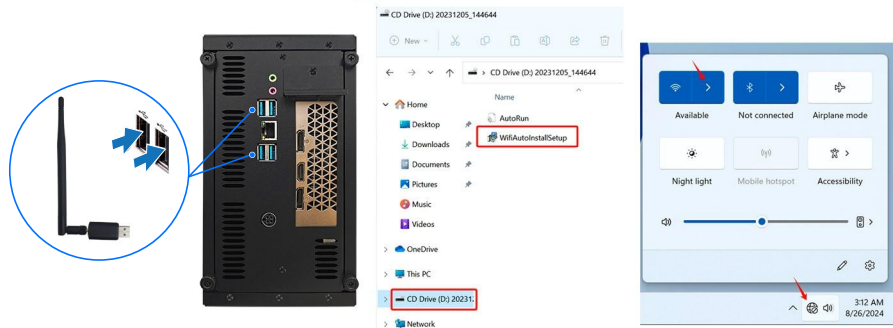 CD Drive (D:) 20231205_144644
New
CD Drive (D:) 20231205_144644
Name
Home
AutoRun
Desktop
WifiAutoInstallSetup
Downloads
Documents
Pictures
Music
Videos
OneDrive
This PC
CD Drive (D:) 202312
Network
Available
Not connected
Airplane mode
Night light
Mobile hotspot
Accessibility
3:12 AM
8/26/2024